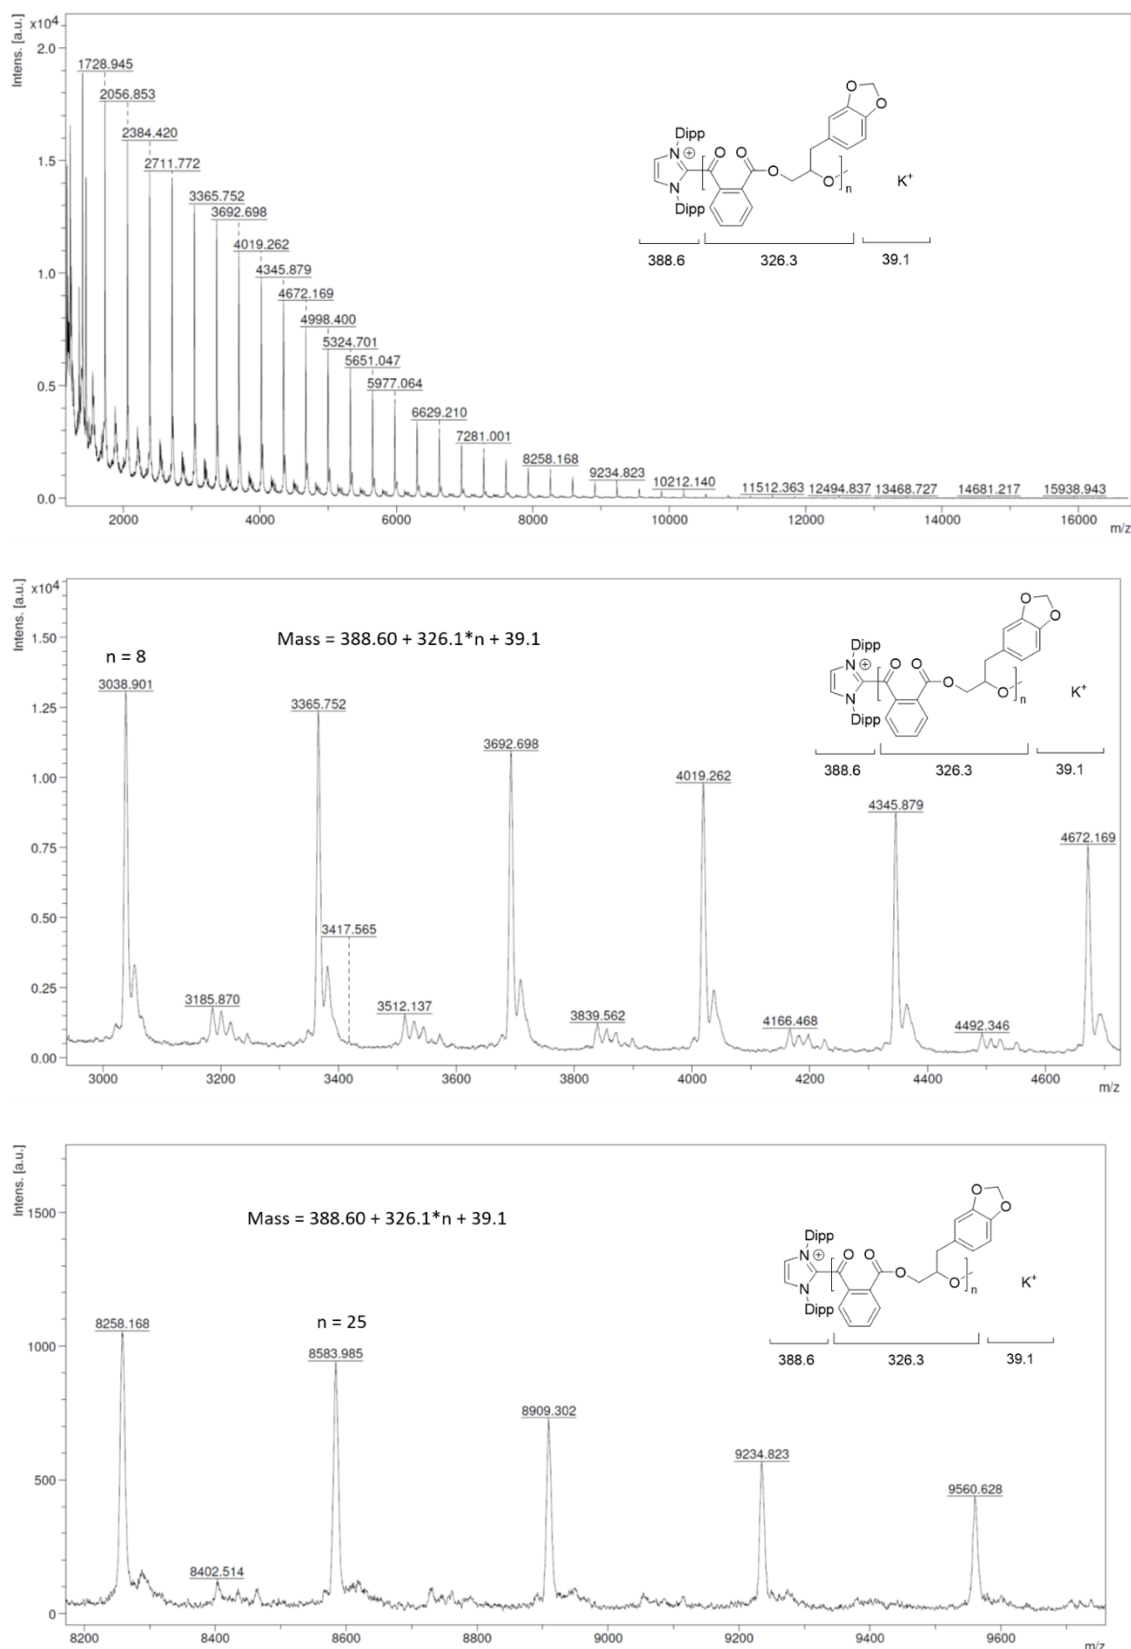 Intens. [a.u.]
x10⁴
2.0
1.5
1.0
0.5
0.0
1728.945
2056.853
2384.420
2711.772
3365.752
3692.698
4019.262
4345.879
4672.169
4998.400
5324.701
5651.047
5977.064
6629.210
7281.001
8258.168
9234.823
10212.140
11512.363
12494.837
13468.727
14681.217
15938.943
2000
4000
6000
8000
10000
12000
14000
16000
m/z
Dipp
N
⊕
N
Dipp
O
O
O
O
n
O
O
K⁺
388.6
326.3
39.1
Intens. [a.u.]
x10⁴
1.50
1.25
1.00
0.75
0.50
0.25
0.00
Mass = 388.60 + 326.1*n + 39.1
n = 8
3038.901
3365.752
3692.698
4019.262
4345.879
4672.169
3417.565
3185.870
3512.137
3839.562
4166.468
4492.346
3000
3200
3400
3600
3800
4000
4200
4400
4600
m/z
Dipp
N
⊕
N
Dipp
O
O
O
O
n
O
O
K⁺
388.6
326.3
39.1
Intens. [a.u.]
1500
1000
500
0
Mass = 388.60 + 326.1*n + 39.1
n = 25
8258.168
8583.985
8909.302
9234.823
9560.628
8402.514
8200
8400
8600
8800
9000
9200
9400
9600
m/z
Dipp
N
⊕
N
Dipp
O
O
O
O
n
O
O
K⁺
388.6
326.3
39.1